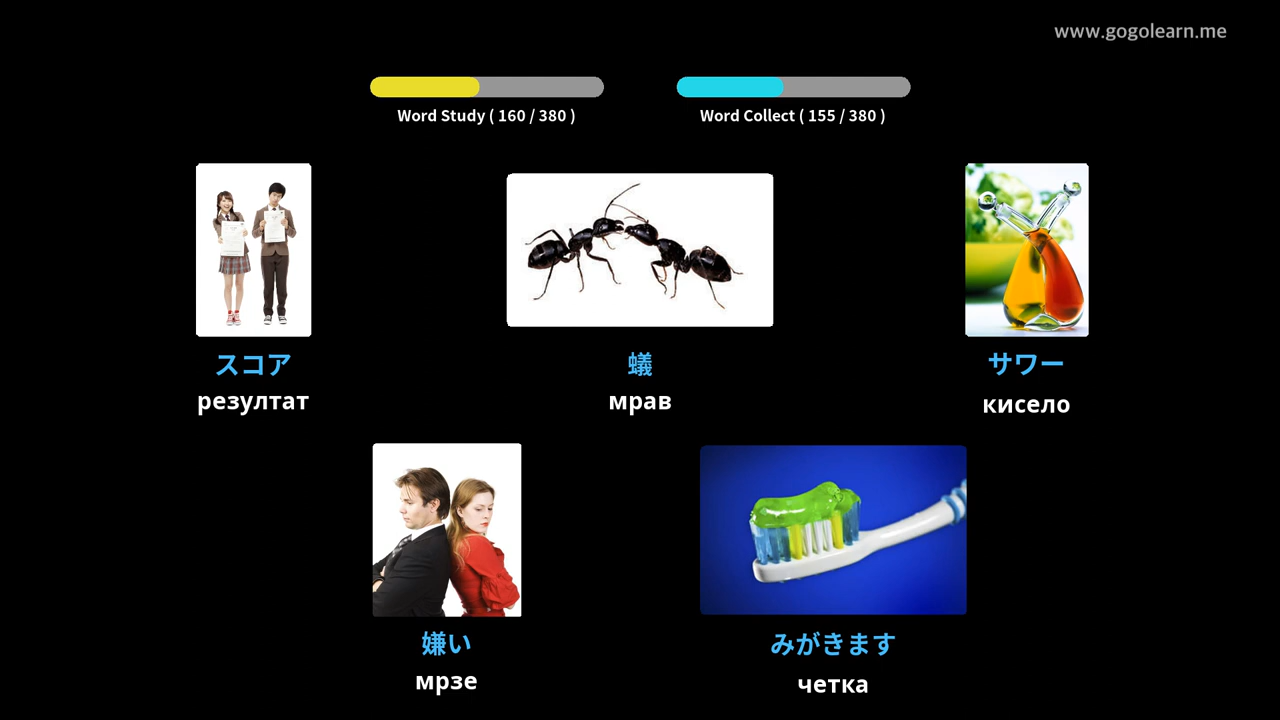 www.gogolearn.me
Word Study ( 160 / 380 )
Word Collect ( 155 / 380 )
スコア
резултат
蟻
мрав
サワー
кисело
嫌い
мрзе
みがきます
четка